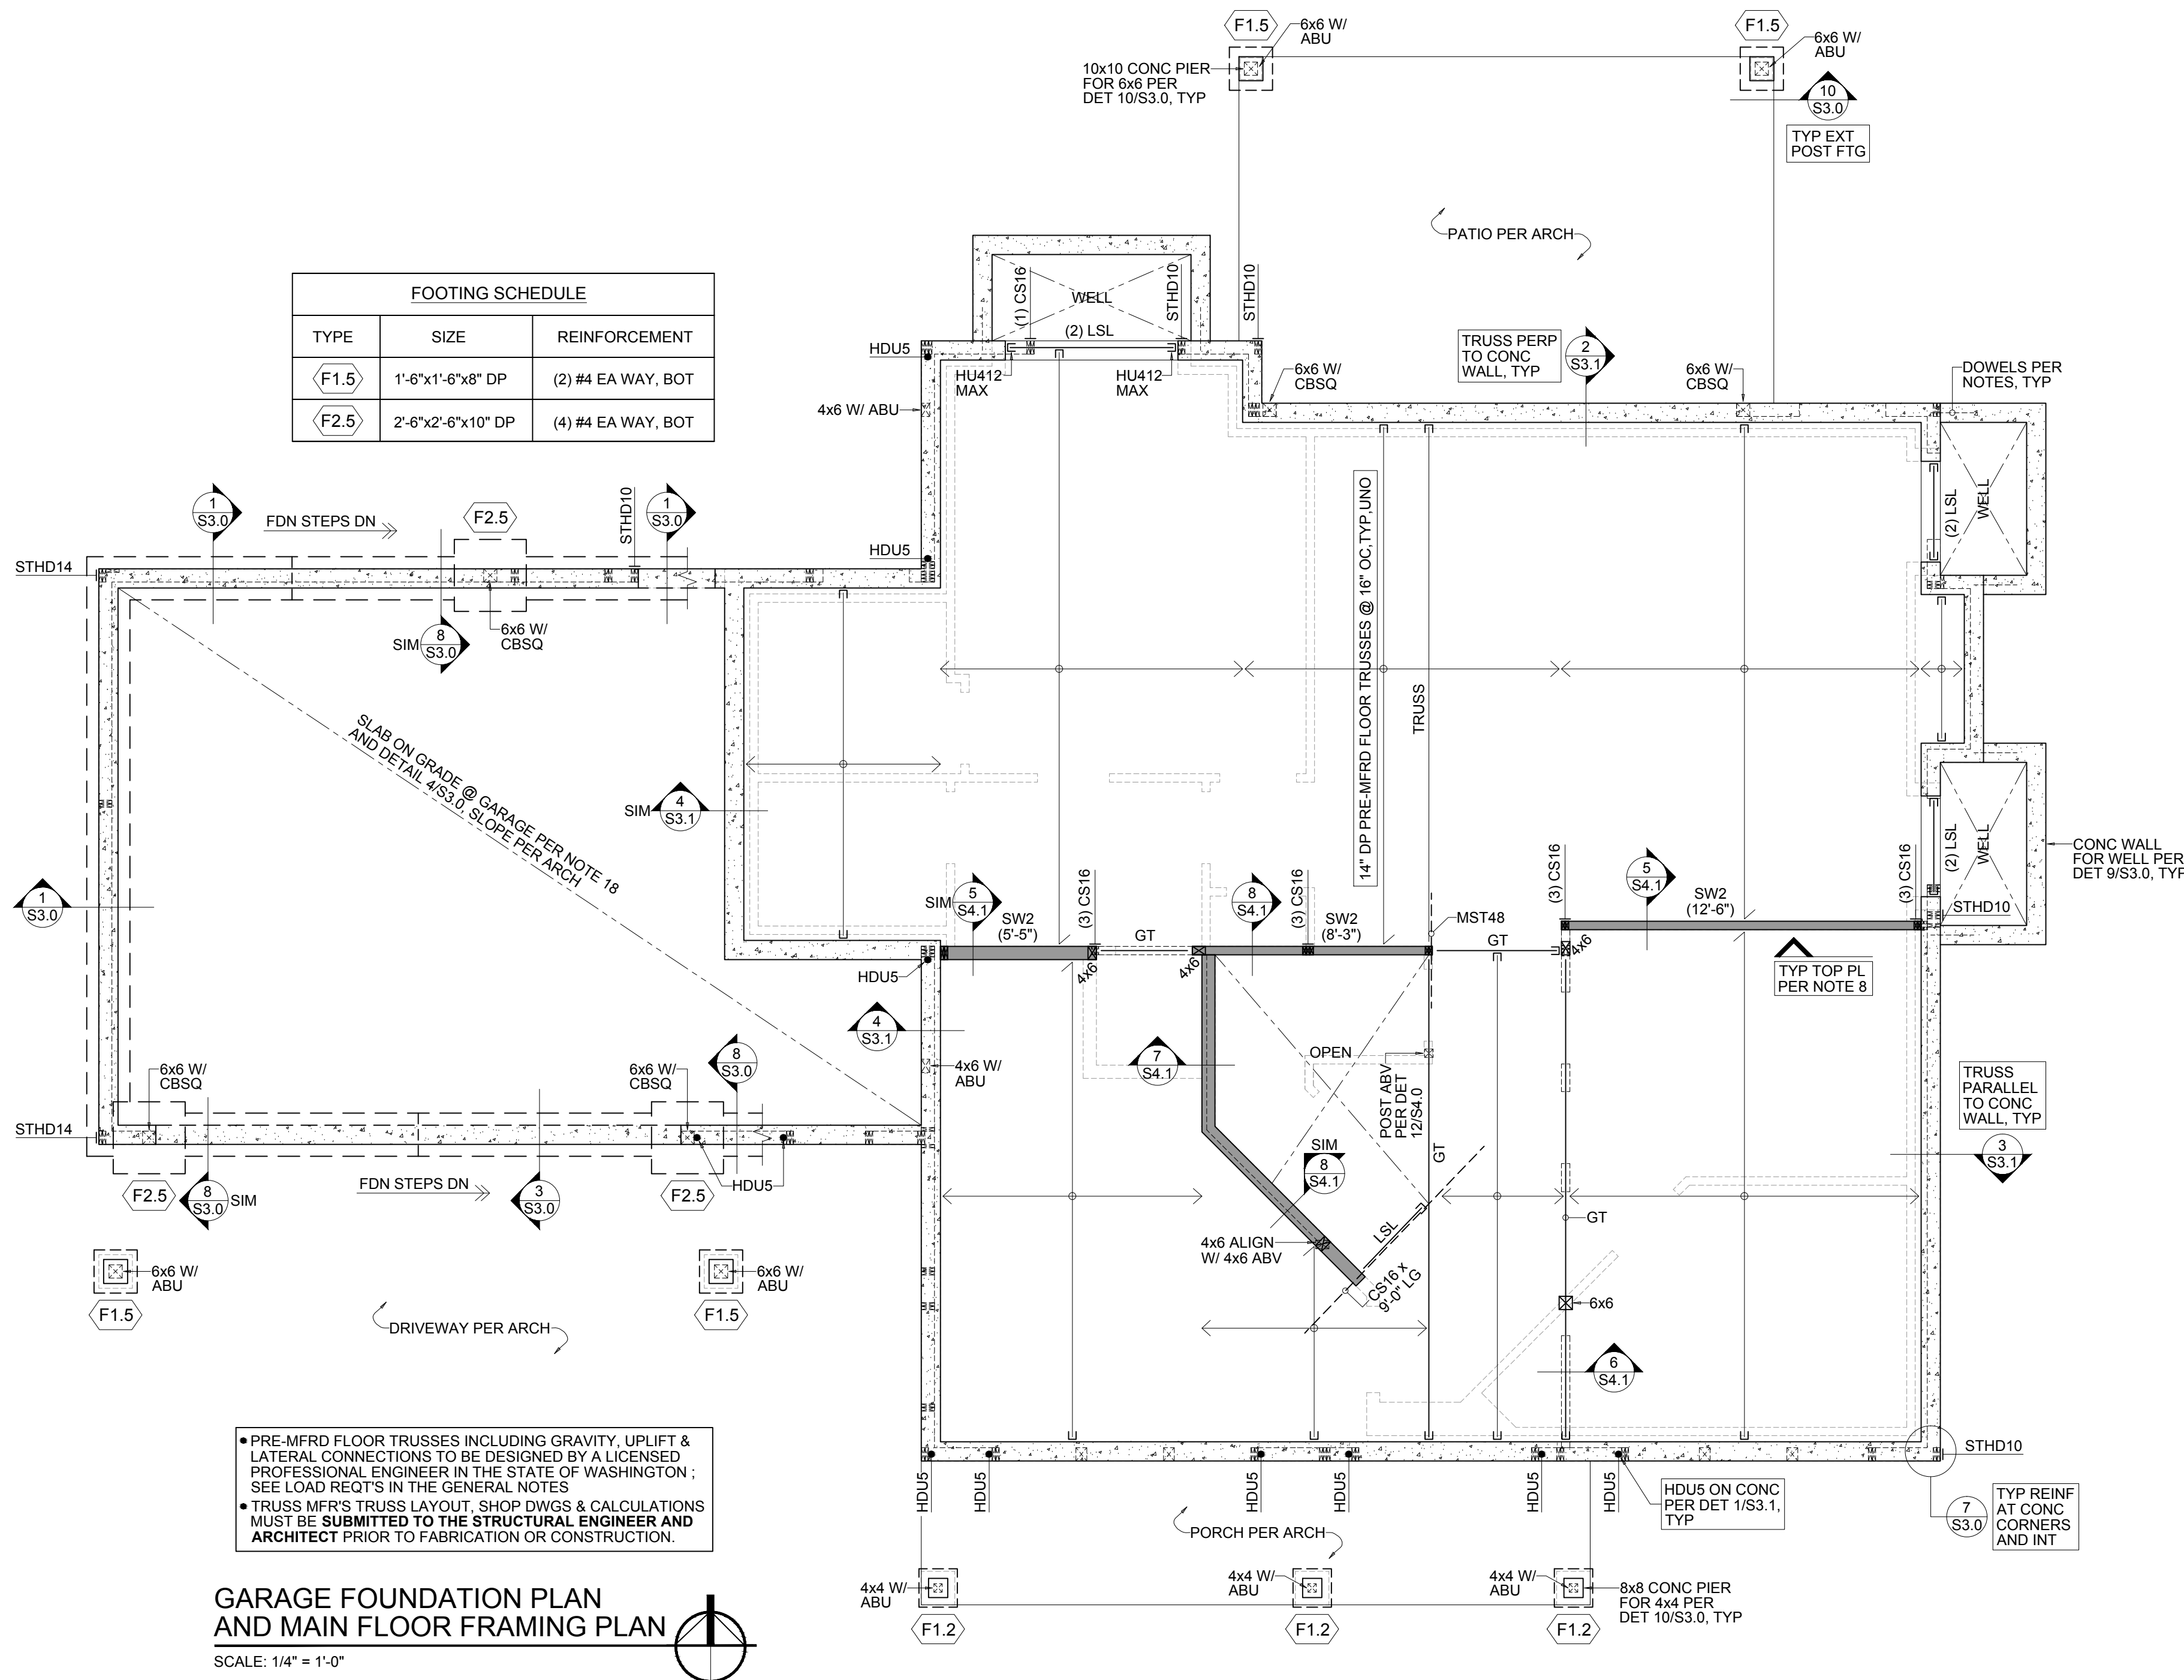 F1.5
6x6 W/
ABU
F1.5
6x6 W/
ABU
10x10 CONC PIER
FOR 6x6 PER
DET 10/S3.0, TYP
10
S3.0
TYP EXT
POST FTG
PATIO PER ARCH
FOOTING SCHEDULE
TYPE SIZE REINFORCEMENT
F1.5 1'-6"x1'-6"x8" DP (2) #4 EA WAY, BOT
F2.5 2'-6"x2'-6"x10" DP (4) #4 EA WAY, BOT
WELL
(1) CS16
STHD10
STHD10
(2) LSL
HDU5
HU412
MAX
HU412
MAX
4x6 W/ ABU
6x6 W/
CBSQ
TRUSS PERP
TO CONC
WALL, TYP
2
S3.1
6x6 W/
CBSQ
DOWELS PER
NOTES, TYP
(2) LSL
WELL
1
S3.0
FDN STEPS DN
F2.5
STHD10
1
S3.0
HDU5
STHD14
SIM
8
S3.0
6x6 W/
CBSQ
14" DP PRE-MFRD FLOOR TRUSSES @ 16" OC,TYP,UNO
TRUSS
SLAB ON GRADE @ GARAGE PER NOTE 18
AND DETAIL 4/S3.0, SLOPE PER ARCH
SIM
4
S3.1
1
S3.0
SIM
5
S4.1
SW2
(5'-5")
(3) CS16
GT
8
S4.1
(3) CS16
SW2
(8'-3")
MST48
GT
(3) CS16
5
S4.1
SW2
(12'-6")
(3) CS16
(2) LSL
WELL
CONC WALL
FOR WELL PER
DET 9/S3.0, TYP
STHD10
HDU5
4x6
4x6
4x6
TYP TOP PL
PER NOTE 8
4
S3.1
7
S4.1
OPEN
POST ABV
PER DET
12/S4.0
4x6 W/
ABU
6x6 W/
CBSQ
6x6 W/
CBSQ
8
S3.0
TRUSS
PARALLEL
TO CONC
WALL, TYP
3
S3.1
STHD14
SIM
8
S4.1
GT
F2.5
8
S3.0
SIM
FDN STEPS DN
3
S3.0
F2.5
HDU5
LSL
GT
4x6 ALIGN
W/ 4x6 ABV
CS16 x
9'-0" LG
6x6
6x6 W/
ABU
F1.5
6x6 W/
ABU
F1.5
DRIVEWAY PER ARCH
6
S4.1
• PRE-MFRD FLOOR TRUSSES INCLUDING GRAVITY, UPLIFT &
LATERAL CONNECTIONS TO BE DESIGNED BY A LICENSED
PROFESSIONAL ENGINEER IN THE STATE OF WASHINGTON ;
SEE LOAD REQT'S IN THE GENERAL NOTES
• TRUSS MFR'S TRUSS LAYOUT, SHOP DWGS & CALCULATIONS
MUST BE SUBMITTED TO THE STRUCTURAL ENGINEER AND
ARCHITECT PRIOR TO FABRICATION OR CONSTRUCTION.
HDU5
HDU5
HDU5
HDU5
HDU5
HDU5
HDU5 ON CONC
PER DET 1/S3.1,
TYP
STHD10
7
S3.0
TYP REINF
AT CONC
CORNERS
AND INT
PORCH PER ARCH
4x4 W/
ABU
F1.2
4x4 W/
ABU
F1.2
4x4 W/
ABU
F1.2
8x8 CONC PIER
FOR 4x4 PER
DET 10/S3.0, TYP
GARAGE FOUNDATION PLAN
AND MAIN FLOOR FRAMING PLAN
SCALE: 1/4" = 1'-0"